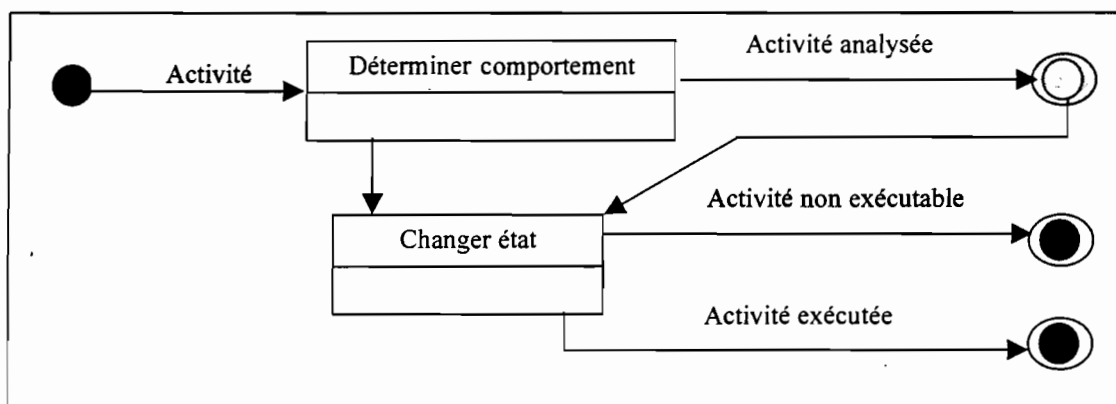 Activité analysée
Activité
Déterminer comportement
Activité non exécutable
Changer état
Activité exécutée